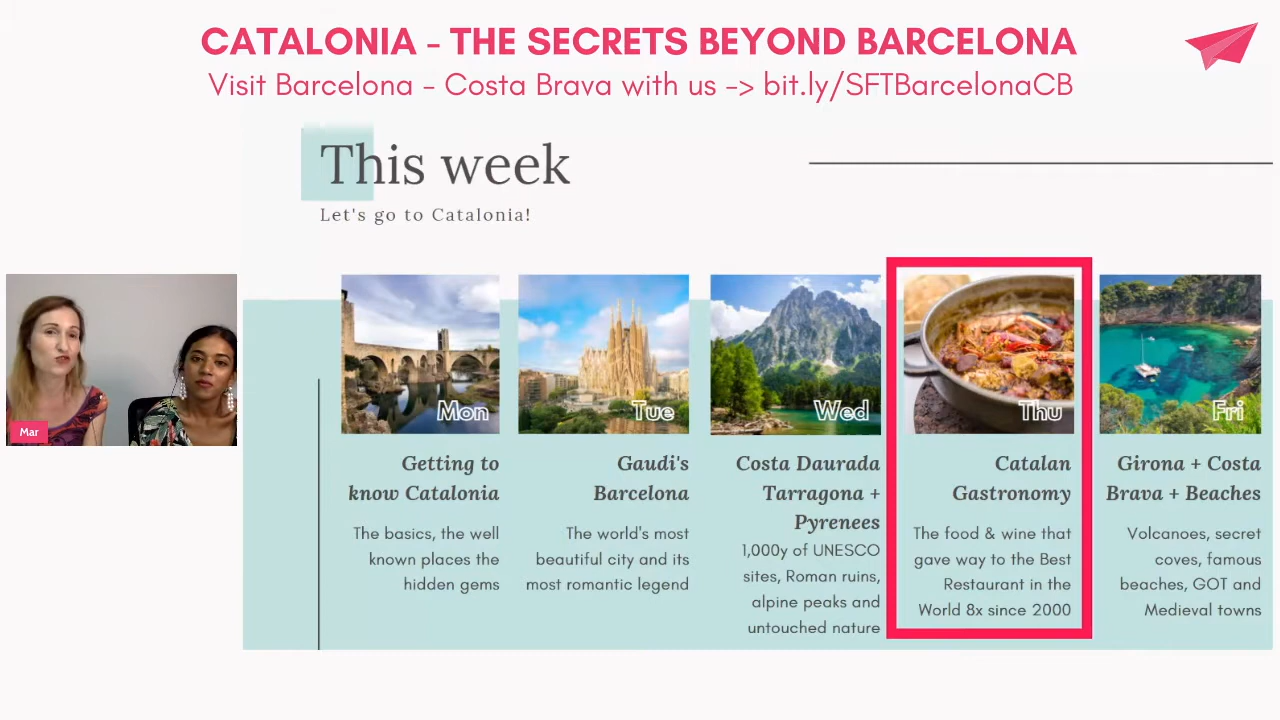 CATALONIA - THE SECRETS BEYOND BARCELONA
Visit Barcelona - Costa Brava with us -> bit.ly/SFTBarcelonaCB
This week
Let's go to Catalonia!
Mar
Mon
Getting to
know Catalonia
The basics, the well
known places the
hidden gems
Tue
Gaudi's
Barcelona
The world's most
beautiful city and its
most romantic legend
Wed
Costa Daurada
Tarragona +
Pyrenees
1,000y of UNESCO
sites, Roman ruins,
alpine peaks and
untouched nature
Thu
Catalan
Gastronomy
The food & wine that
gave way to the Best
Restaurant in the
World 8x since 2000
Fri
Girona + Costa
Brava + Beaches
Volcanoes, secret
coves, famous
beaches, GOT and
Medieval towns